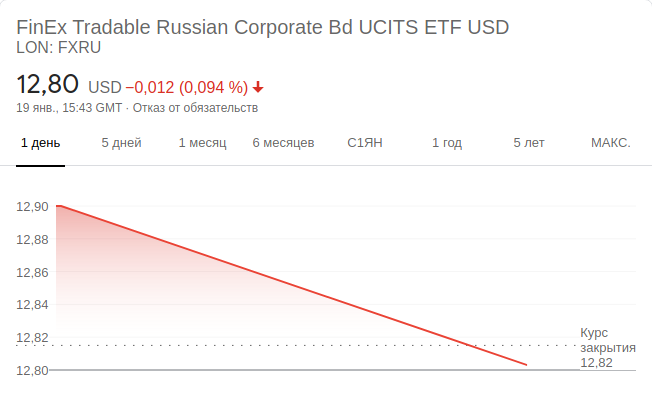 FinEx Tradable Russian Corporate Bd UCITS ETF USD
LON: FXRU
12,80 USD −0,012 (0,094 %)
19 янв., 15:43 GMT · Отказ от обязательств
1 день 5 дней 1 месяц 6 месяцев С1ЯН 1 год 5 лет МАКС.
12,90
12,88
12,86
12,84
12,82
12,80
Курс
закрытия
12,82